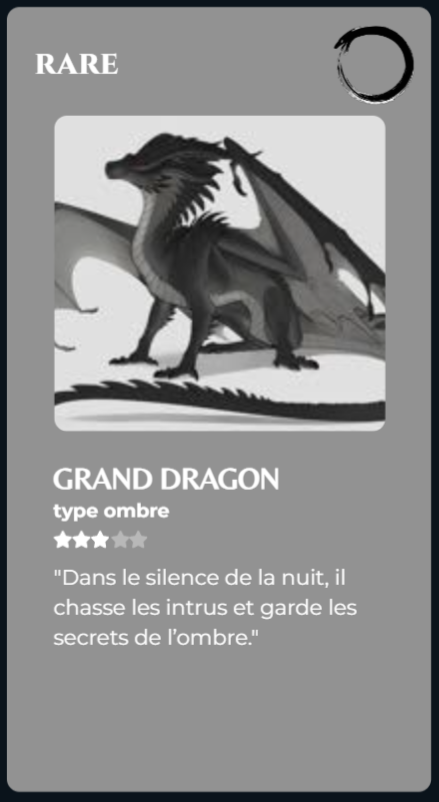 RARE
GRAND DRAGON
type ombre
"Dans le silence de la nuit, il
chasse les intrus et garde les
secrets de l’ombre."